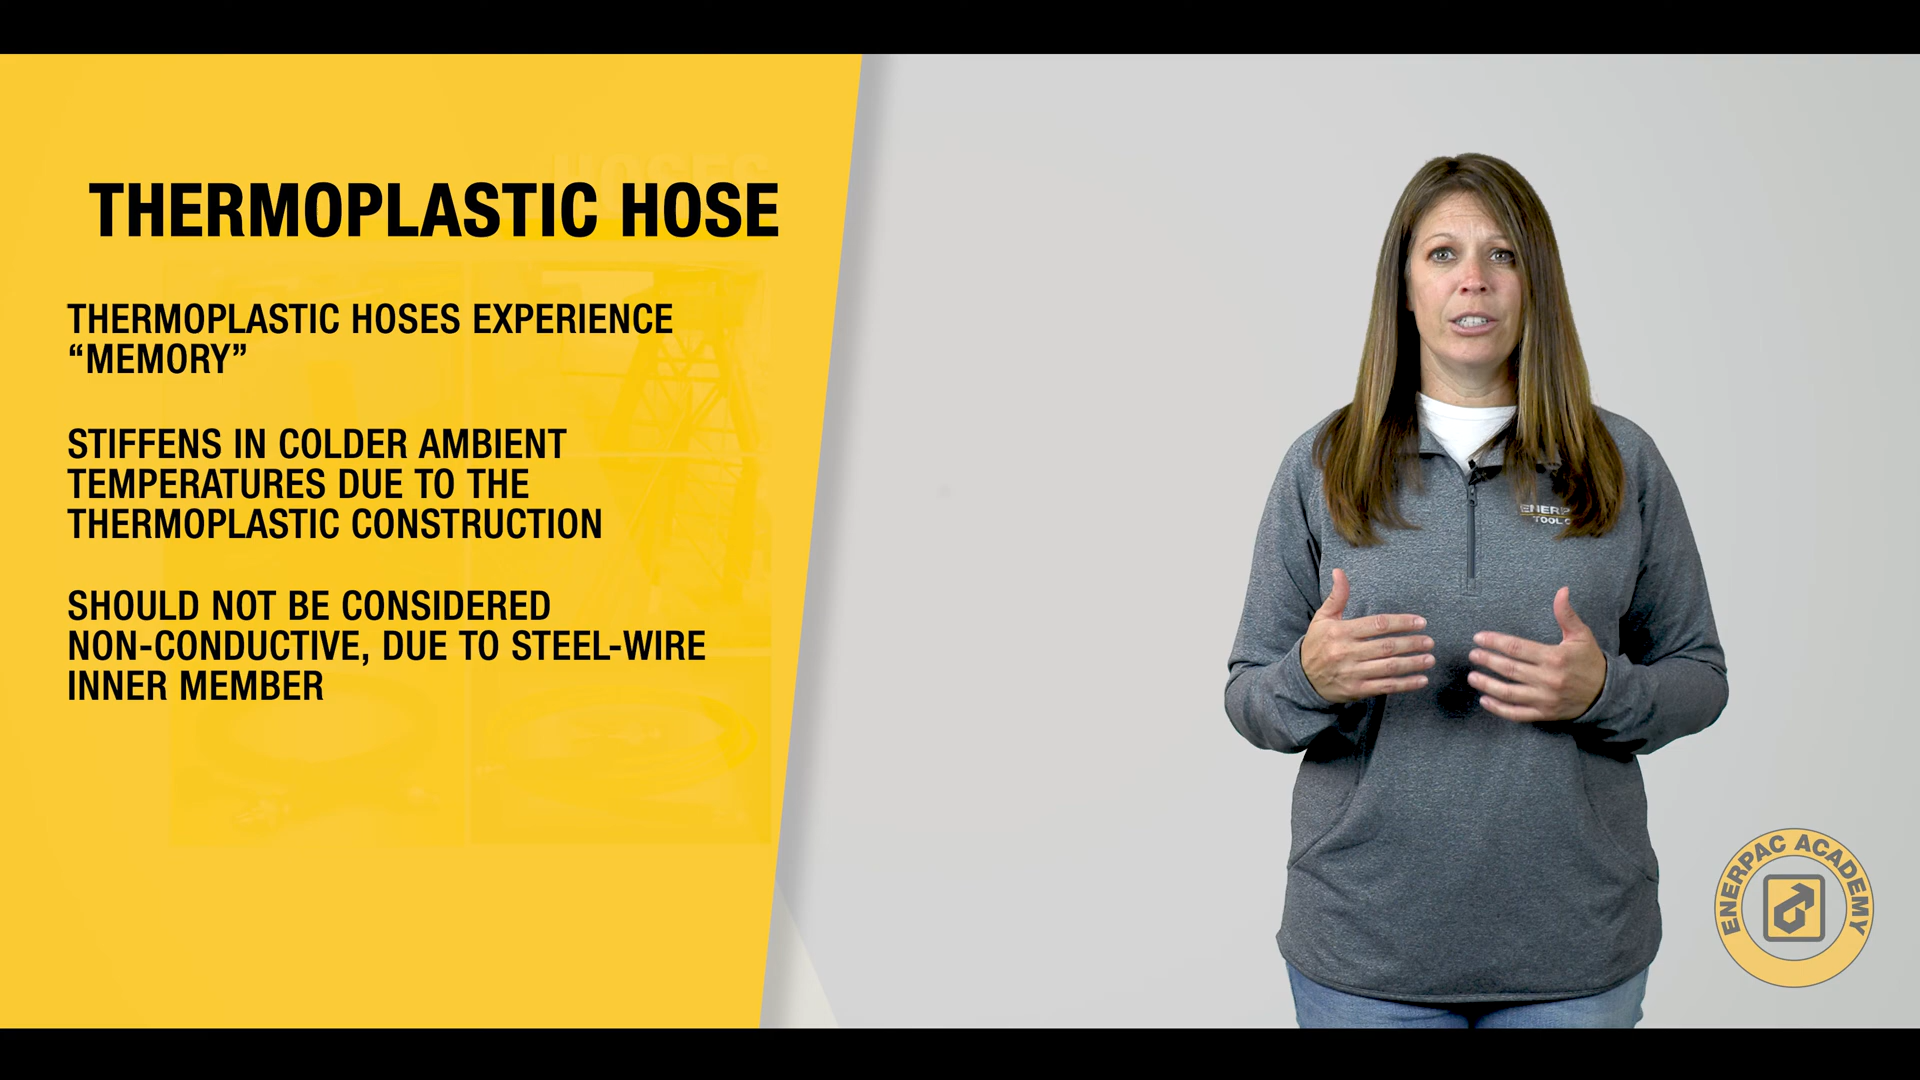 HOSES
THERMOPLASTIC HOSE
THERMOPLASTIC HOSES EXPERIENCE
“MEMORY”
STIFFENS IN COLDER AMBIENT
TEMPERATURES DUE TO THE
THERMOPLASTIC CONSTRUCTION
SHOULD NOT BE CONSIDERED
NON-CONDUCTIVE, DUE TO STEEL-WIRE
INNER MEMBER
ENERPAC ACADEMY